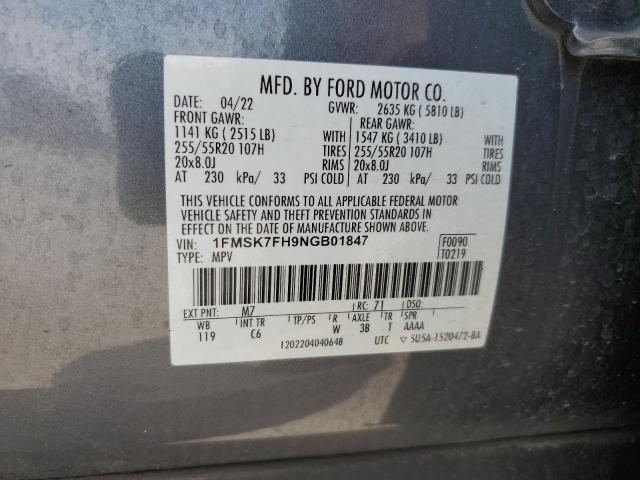 MFD. BY FORD MOTOR CO.
DATE: 04/22 GVWR: 2635 KG ( 5810 LB)
FRONT GAWR: REAR GAWR:
1141 KG ( 2515 LB) WITH 1547 KG ( 3410 LB) WITH
255/55R20 107H TIRES 255/55R20 107H TIRES
20x8.0J RIMS 20x8.0J RIMS
AT 230 kPa/ 33 PSI COLD AT 230 kPa/ 33 PSI COLD
THIS VEHICLE CONFORMS TO ALL APPLICABLE FEDERAL MOTOR
VEHICLE SAFETY AND THEFT PREVENTION STANDARDS IN
EFFECT ON THE DATE OF MANUFACTURE SHOWN ABOVE.
VIN: 1FMSK7FH9NGB01847 F0090
TYPE: MPV T0219
EXT PNT: M7 RC: 71 DSO:
WB INT TR TP/PS R AXLE TR SPR
119 C6 W 3B T AAAA
1202204040648 UTC ▽ 5U5A-1520472-BA